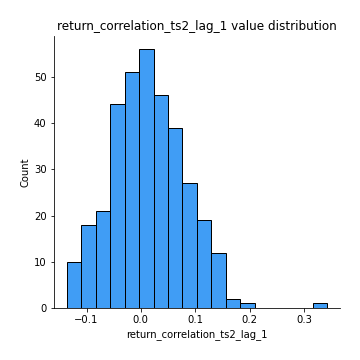 return_correlation_ts2_lag_1 value distribution
50
40
30
20
10
0
Count
−0.1 0.0 0.1 0.2 0.3
return_correlation_ts2_lag_1